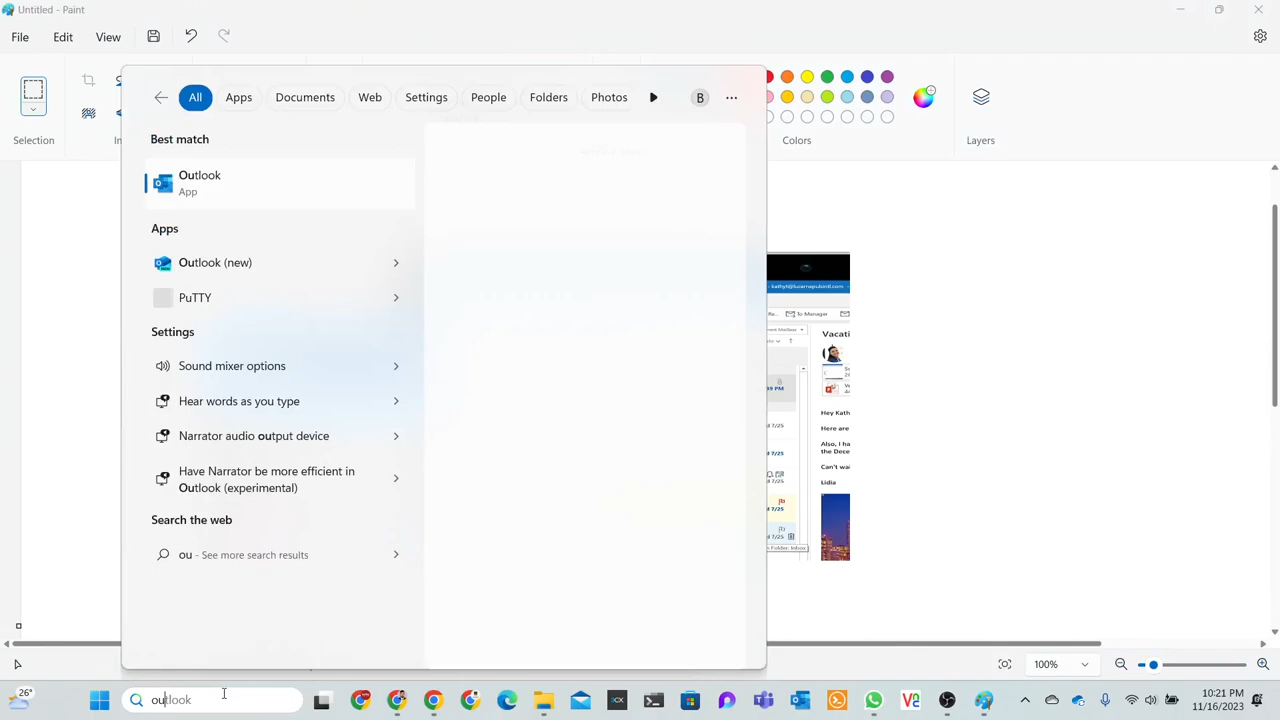 Untitled - Paint
File Edit View
All Apps Documents Web Settings People Folders Photos B
Best match
Outlook
App
Apps
Outlook (new)
PuTTY
Settings
Sound mixer options
Hear words as you type
Narrator audio output device
Have Narrator be more efficient in
Outlook (experimental)
Search the web
ou - See more search results
Selection
Colors
Layers
To Manager
Vacati
Hey Kath
Here are
Also, I ha
the Dece
Can't wai
Lidia
100%
26°
outlook
10:21 PM
11/16/2023